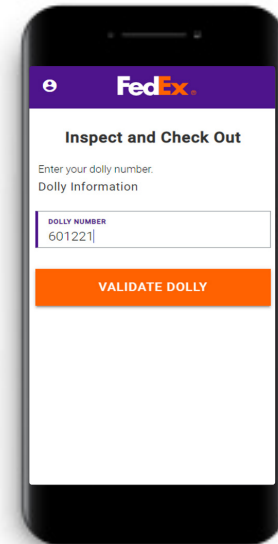 FedEx
Inspect and Check Out
Enter your dolly number.
Dolly Information
DOLLY NUMBER
601221
VALIDATE DOLLY